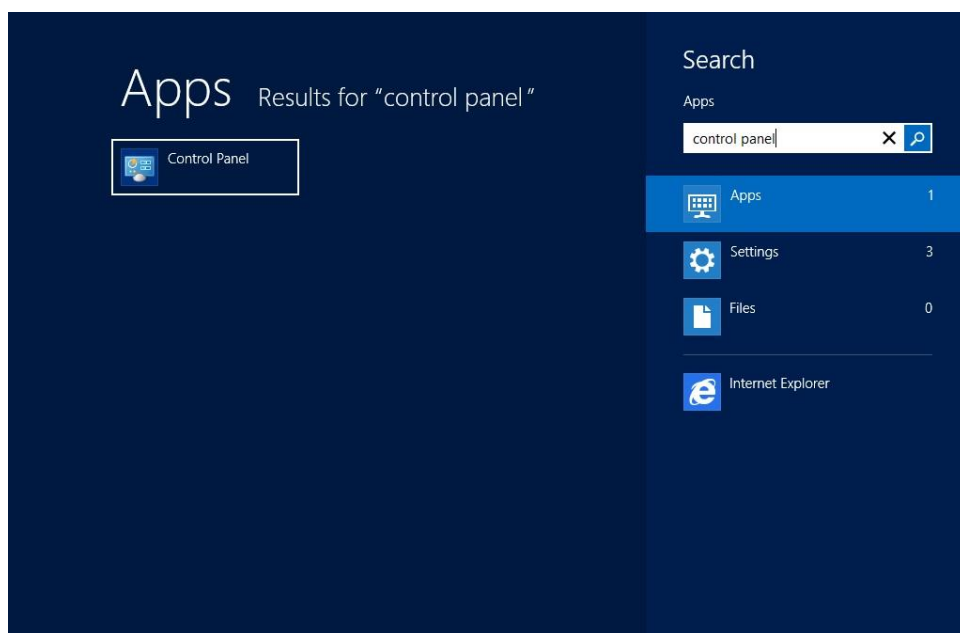 Apps Results for "control panel"
Control Panel
Search
Apps
control panel
Apps 1
Settings 3
Files 0
Internet Explorer